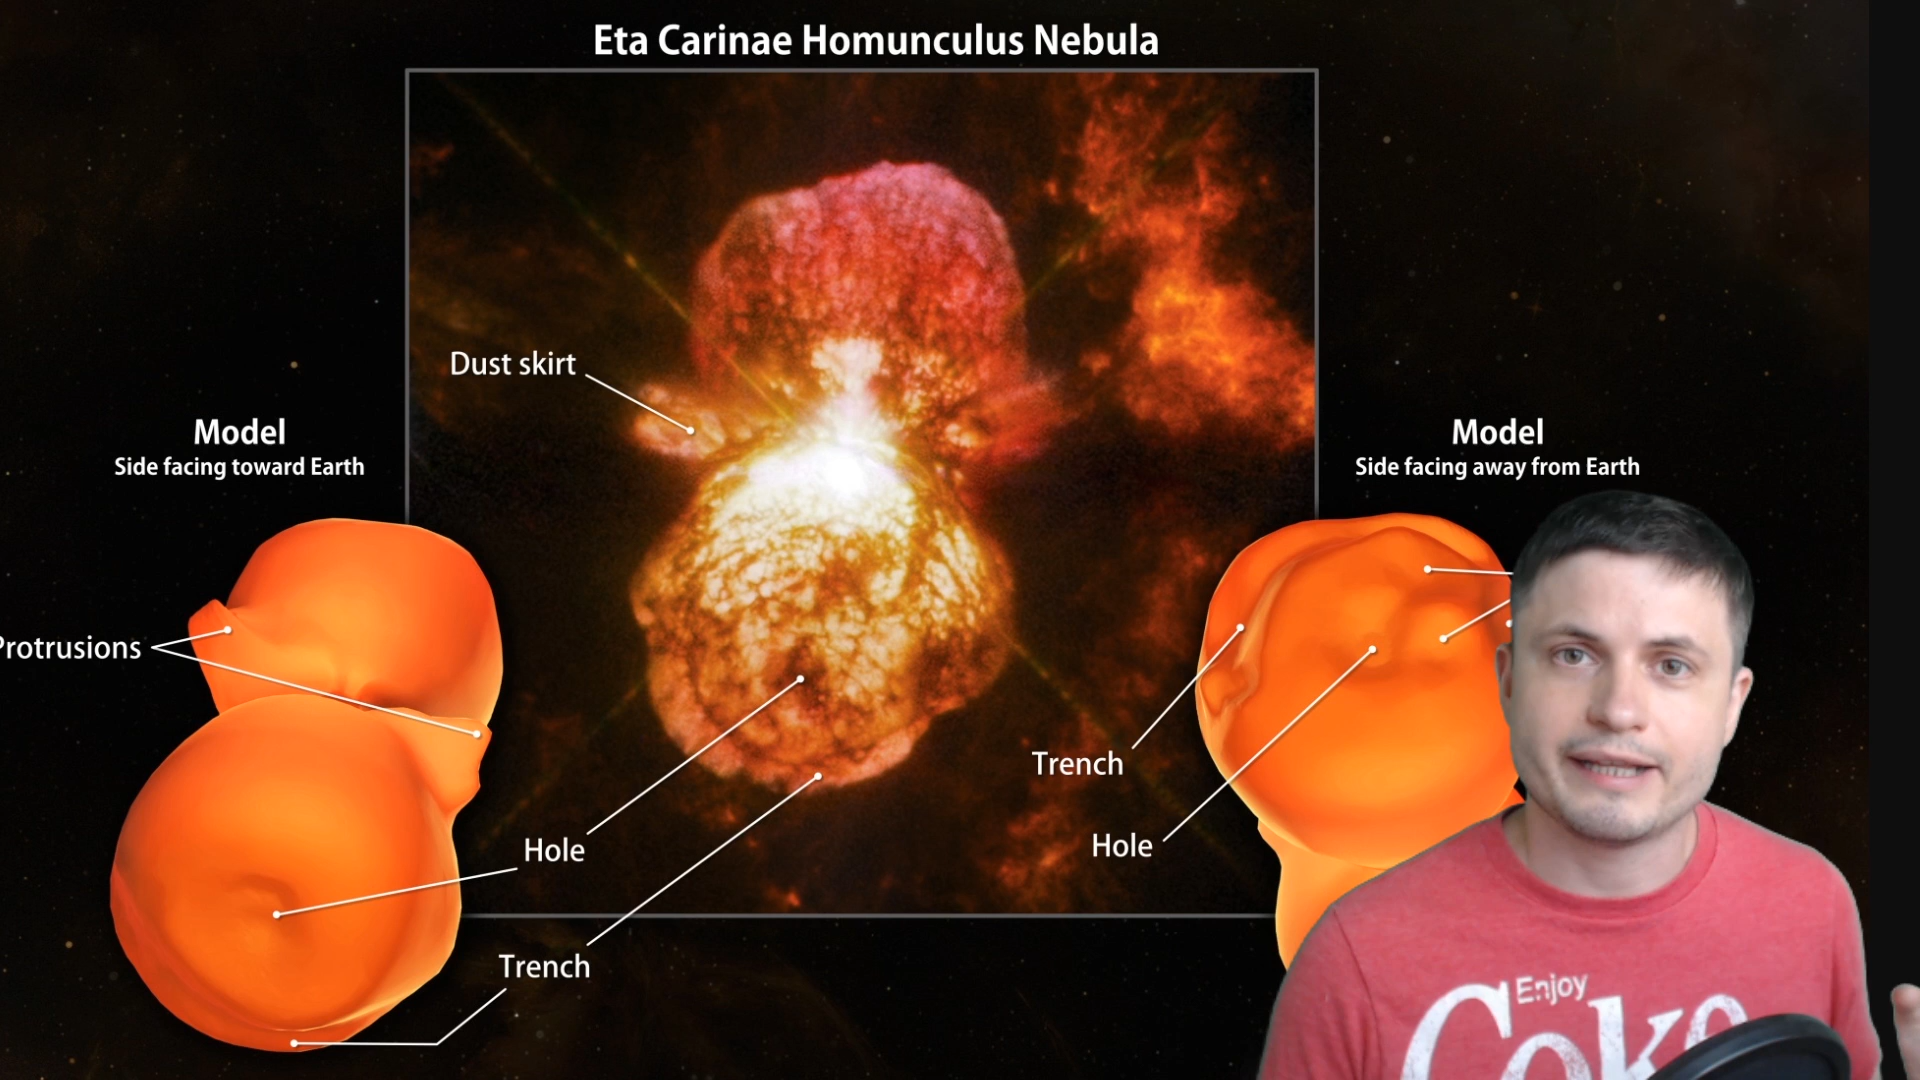 Eta Carinae Homunculus Nebula
Dust skirt
Model
Side facing toward Earth
Model
Side facing away from Earth
Protrusions
Trench
Hole
Hole
Trench
Enjoy
Coke